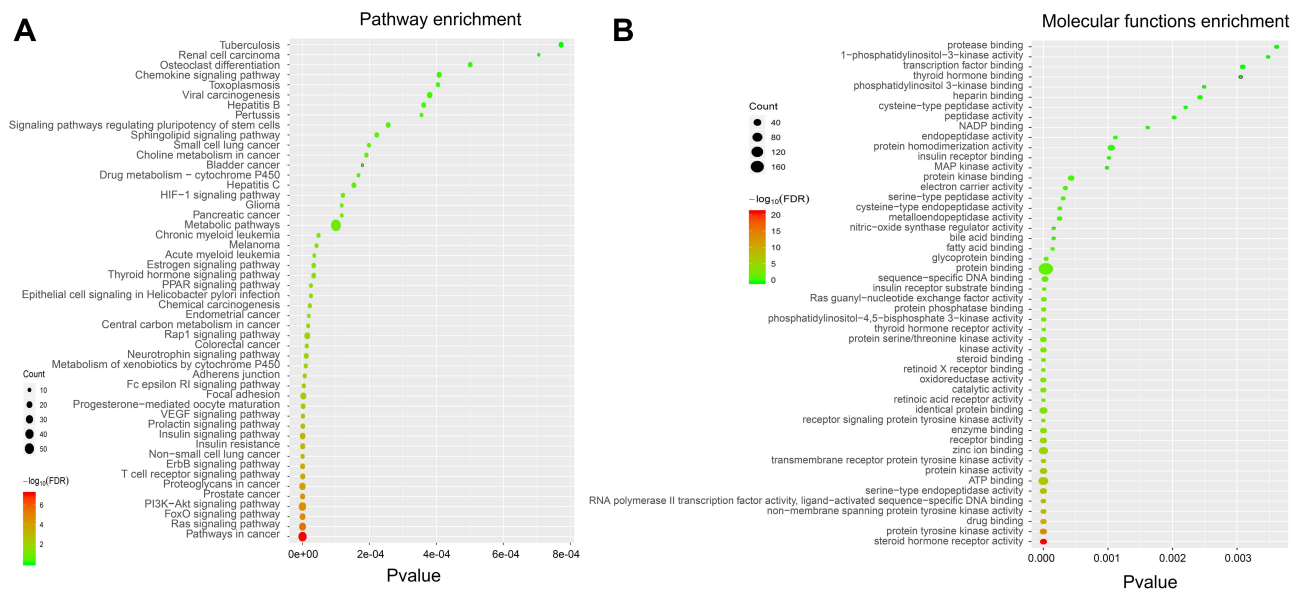 A
Pathway enrichment
Tuberculosis
Renal cell carcinoma
Osteoclast differentiation
Chemokine signaling pathway
Toxoplasmosis
Viral carcinogenesis
Hepatitis B
Pertussis
Signaling pathways regulating pluripotency of stem cells
Sphingolipid signaling pathway
Small cell lung cancer
Choline metabolism in cancer
Bladder cancer
Drug metabolism − cytochrome P450
Hepatitis C
HIF−1 signaling pathway
Glioma
Pancreatic cancer
Metabolic pathways
Chronic myeloid leukemia
Melanoma
Acute myeloid leukemia
Estrogen signaling pathway
Thyroid hormone signaling pathway
PPAR signaling pathway
Epithelial cell signaling in Helicobacter pylori infection
Chemical carcinogenesis
Endometrial cancer
Central carbon metabolism in cancer
Rap1 signaling pathway
Colorectal cancer
Neurotrophin signaling pathway
Metabolism of xenobiotics by cytochrome P450
Adherens junction
Fc epsilon RI signaling pathway
Focal adhesion
Progesterone−mediated oocyte maturation
VEGF signaling pathway
Prolactin signaling pathway
Insulin signaling pathway
Insulin resistance
Non−small cell lung cancer
ErbB signaling pathway
T cell receptor signaling pathway
Proteoglycans in cancer
Prostate cancer
PI3K−Akt signaling pathway
FoxO signaling pathway
Ras signaling pathway
Pathways in cancer
Count
10
20
30
40
50
−log10(FDR)
6
4
2
0e+00 2e-04 4e-04 6e-04 8e-04
Pvalue
B
Molecular functions enrichment
protease binding
1−phosphatidylinositol−3−kinase activity
transcription factor binding
thyroid hormone binding
phosphatidylinositol 3−kinase binding
heparin binding
cysteine−type peptidase activity
peptidase activity
NADP binding
endopeptidase activity
protein homodimerization activity
insulin receptor binding
MAP kinase activity
protein kinase binding
electron carrier activity
serine−type peptidase activity
cysteine−type endopeptidase activity
metalloendopeptidase activity
nitric−oxide synthase regulator activity
bile acid binding
fatty acid binding
glycoprotein binding
protein binding
sequence−specific DNA binding
insulin receptor substrate binding
Ras guanyl−nucleotide exchange factor activity
protein phosphatase binding
phosphatidylinositol−4,5−bisphosphate 3−kinase activity
thyroid hormone receptor activity
protein serine/threonine kinase activity
kinase activity
steroid binding
retinoid X receptor binding
oxidoreductase activity
catalytic activity
retinoic acid receptor activity
identical protein binding
receptor signaling protein tyrosine kinase activity
enzyme binding
receptor binding
zinc ion binding
transmembrane receptor protein tyrosine kinase activity
protein kinase activity
ATP binding
serine−type endopeptidase activity
RNA polymerase II transcription factor activity, ligand−activated sequence−specific DNA binding
non−membrane spanning protein tyrosine kinase activity
drug binding
protein tyrosine kinase activity
steroid hormone receptor activity
Count
40
80
120
160
−log10(FDR)
20
15
10
5
0
0.000 0.001 0.002 0.003
Pvalue